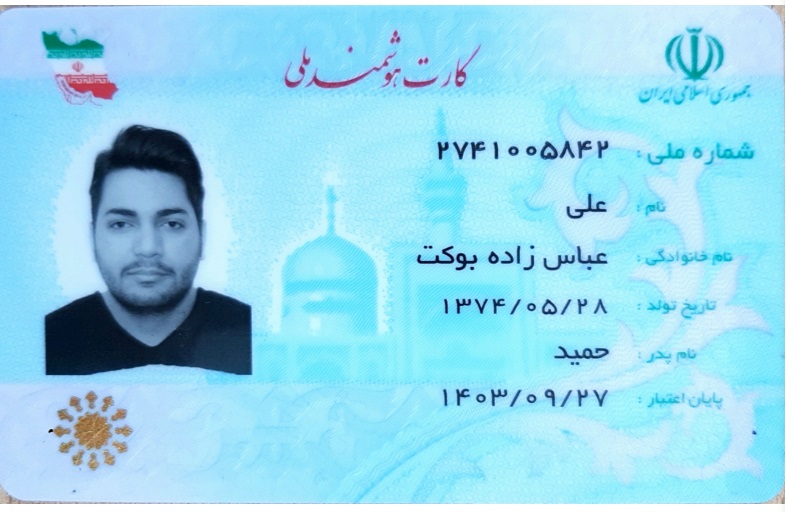 کارت هوشمند ملی
جمهوری اسلامی ایران
شماره ملی : ۲۷۴۱۰۰۵۸۴۲
نام : علی
نام خانوادگی : عباس زاده بوکت
تاریخ تولد : ۱۳۷۴/۰۵/۲۸
نام پدر : حمید
پایان اعتبار : ۱۴۰۳/۰۹/۲۷